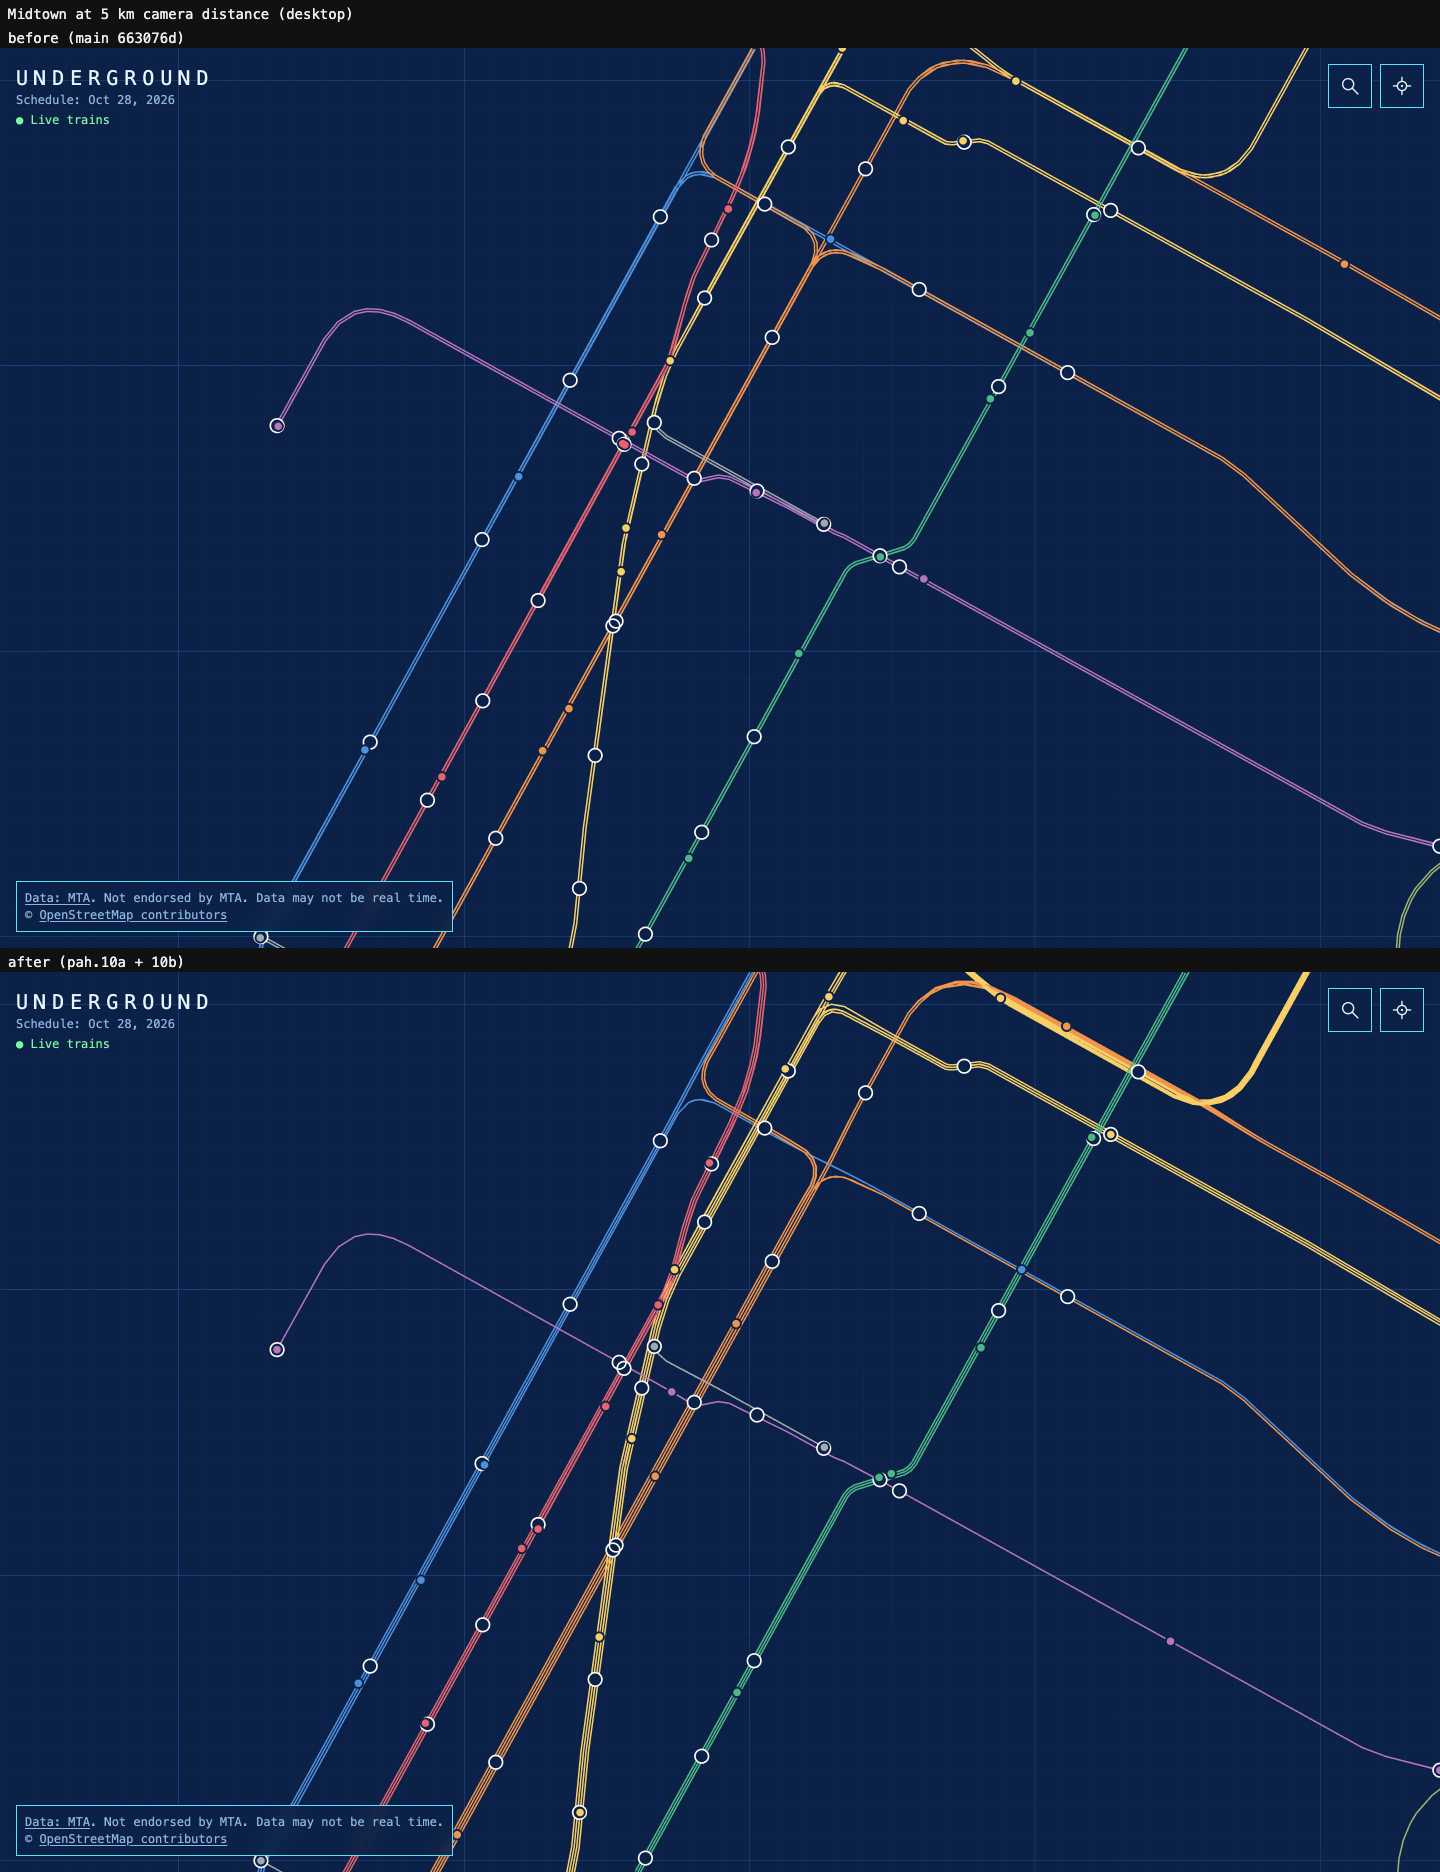 Midtown at 5 km camera distance (desktop)
before (main 663076d)
UNDERGROUND
Schedule: Oct 28, 2026
Live trains
Data: MTA. Not endorsed by MTA. Data may not be real time.
© OpenStreetMap contributors
after (pah.10a + 10b)
UNDERGROUND
Schedule: Oct 28, 2026
Live trains
Data: MTA. Not endorsed by MTA. Data may not be real time.
© OpenStreetMap contributors